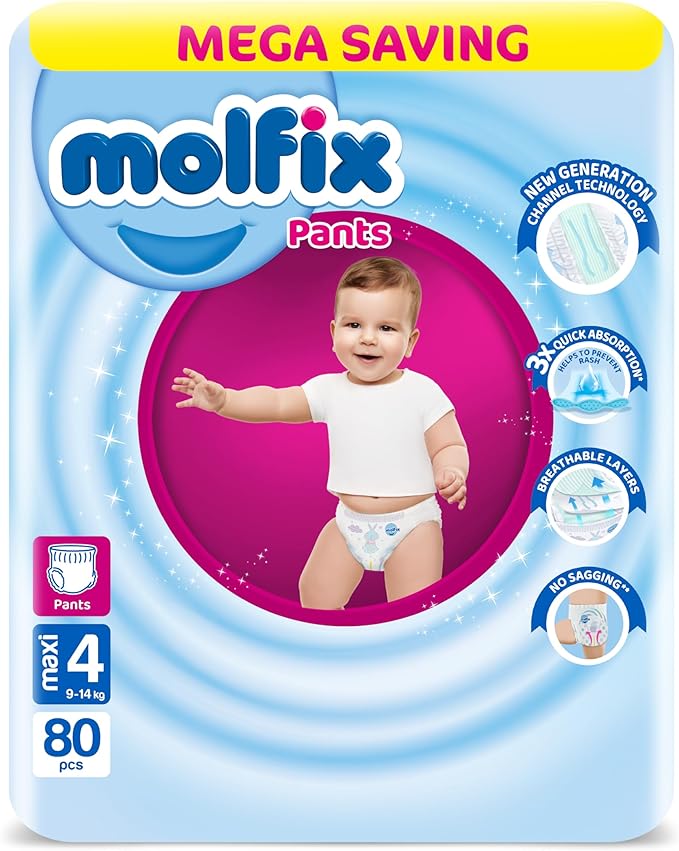 MEGA SAVING
molfix
Pants
NEW GENERATION
CHANNEL TECHNOLOGY
3X QUICK ABSORPTION*
HELPS TO PREVENT
RASH
BREATHABLE LAYERS
NO SAGGING**
molfix
Pants
maxi
4
9-14 kg
80
pcs